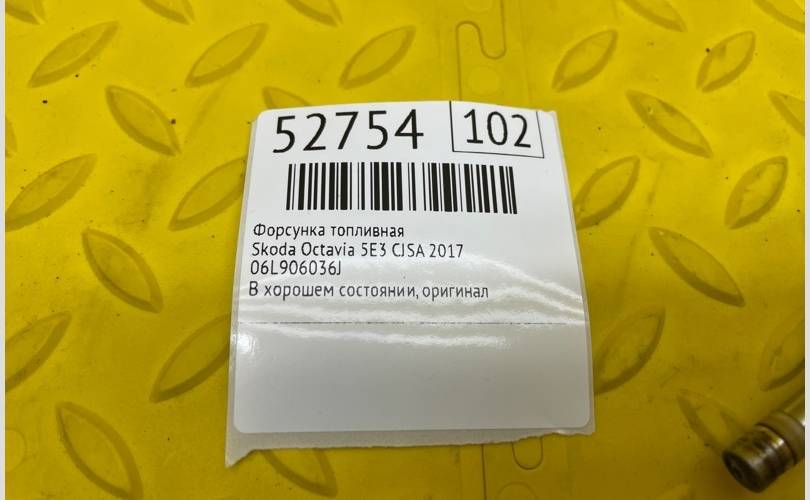 52754 102
Форсунка топливная
Skoda Octavia 5E3 CJSA 2017
06L906036J
В хорошем состоянии, оригинал